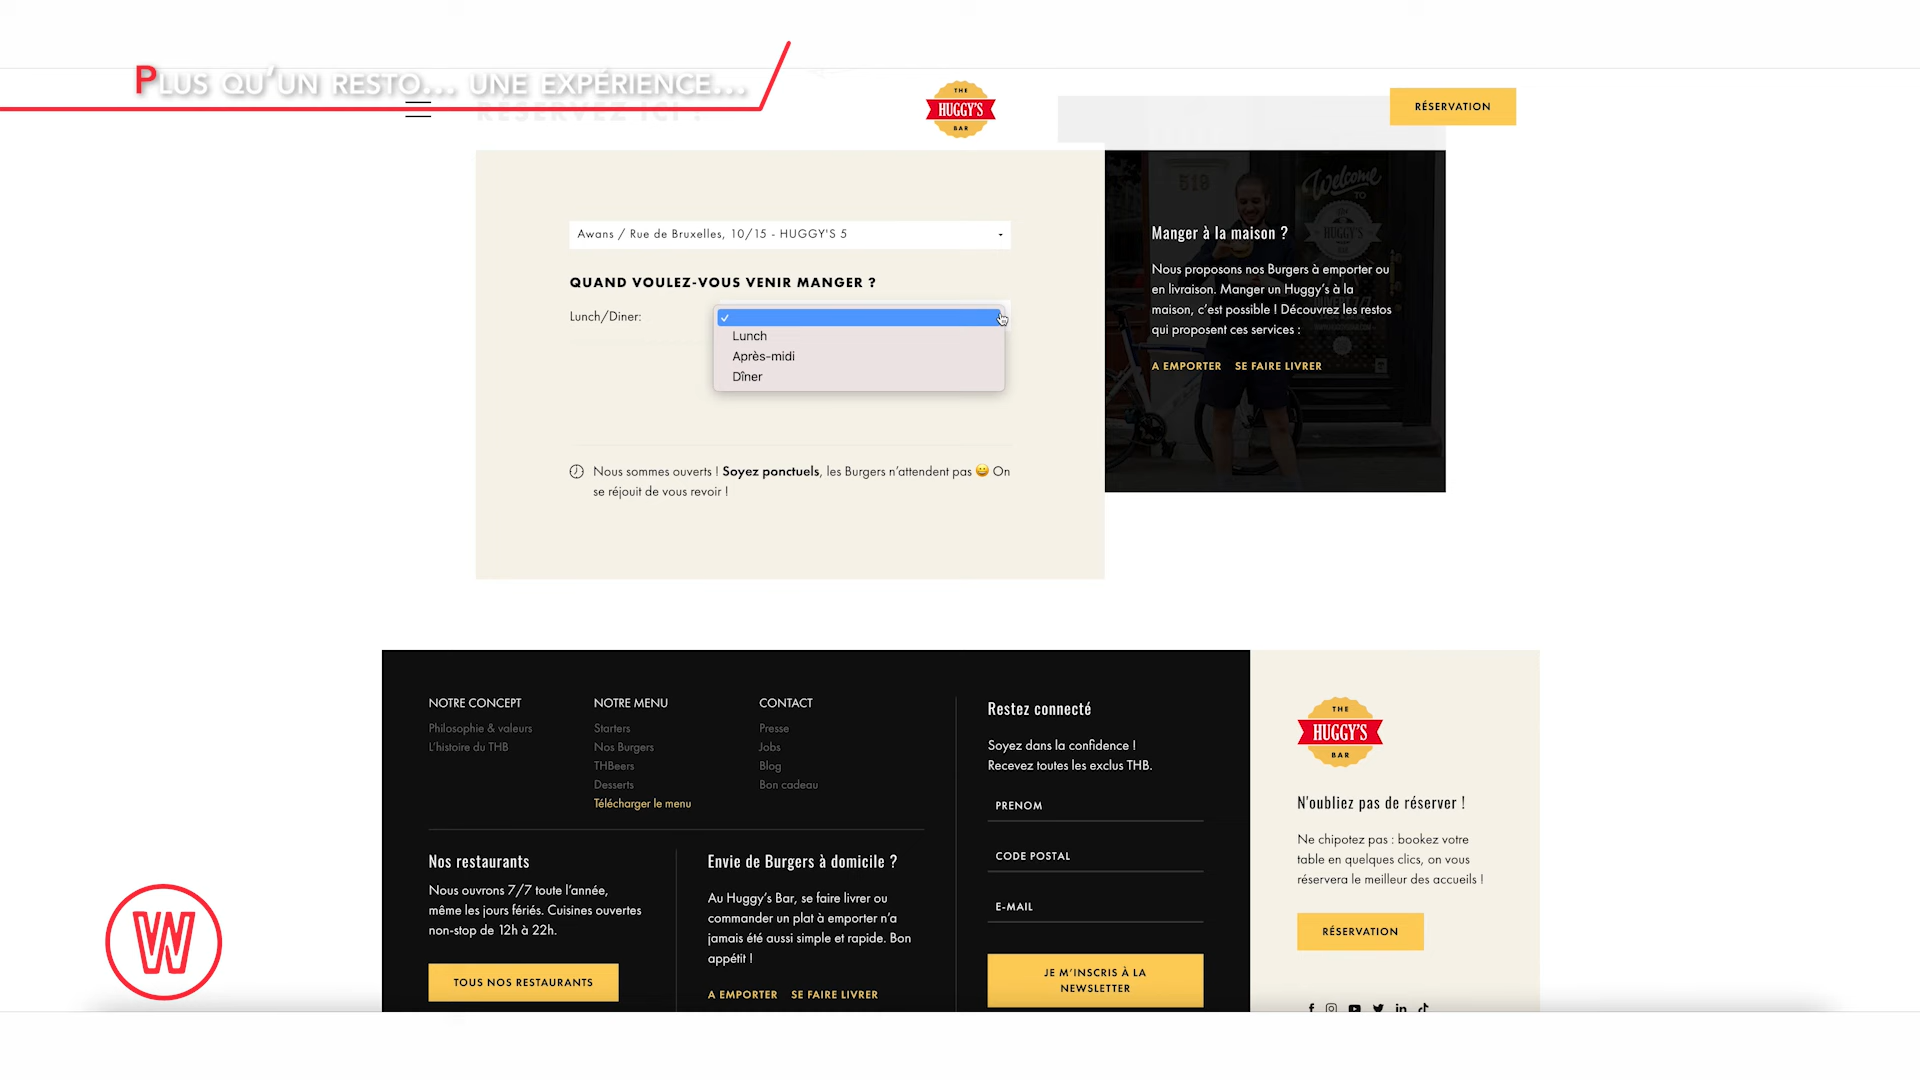 PLUS QU'UN RESTO... UNE EXPÉRIENCE...
RÉSERVEZ ICI !
THE
HUGGY'S
BAR
RÉSERVATION
Awans / Rue de Bruxelles, 10/15 - HUGGY'S 5
QUAND VOULEZ-VOUS VENIR MANGER ?
Lunch/Diner:
✓
Lunch
Après-midi
Dîner
Nous sommes ouverts ! Soyez ponctuels, les Burgers n'attendent pas 😀 On
se réjouit de vous revoir !
519
Welcome
TO
HUGGY'S
Manger à la maison ?
Nous proposons nos Burgers à emporter ou
en livraison. Manger un Huggy's à la
maison, c'est possible ! Découvrez les restos
qui proposent ces services :
A EMPORTER SE FAIRE LIVRER
NOTRE CONCEPT
Philosophie & valeurs
L'histoire du THB
NOTRE MENU
Starters
Nos Burgers
THBeers
Desserts
Télécharger le menu
CONTACT
Presse
Jobs
Blog
Bon cadeau
Nos restaurants
Nous ouvrons 7/7 toute l'année,
même les jours fériés. Cuisines ouvertes
non-stop de 12h à 22h.
TOUS NOS RESTAURANTS
Envie de Burgers à domicile ?
Au Huggy's Bar, se faire livrer ou
commander un plat à emporter n'a
jamais été aussi simple et rapide. Bon
appétit !
A EMPORTER SE FAIRE LIVRER
Restez connecté
Soyez dans la confidence !
Recevez toutes les exclus THB.
PRENOM
CODE POSTAL
E-MAIL
JE M'INSCRIS À LA
NEWSLETTER
THE
HUGGY'S
BAR
N'oubliez pas de réserver !
Ne chipotez pas : bookez votre
table en quelques clics, on vous
réservera le meilleur des accueils !
RÉSERVATION
W